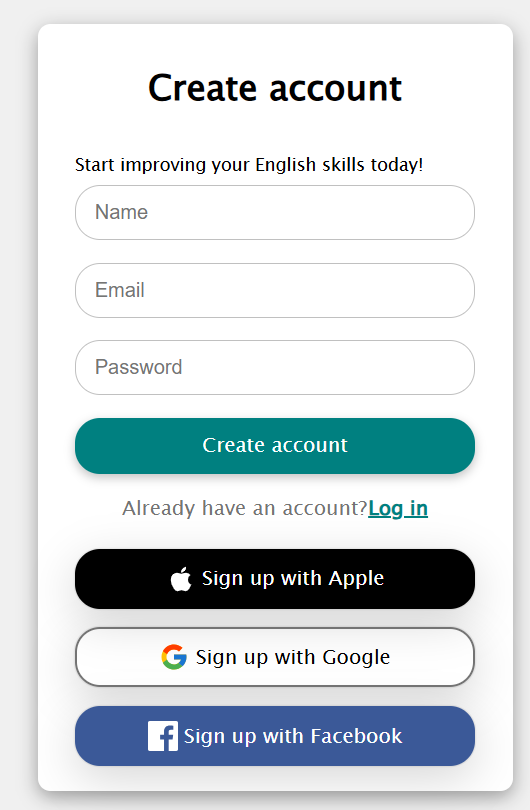 Create account
Start improving your English skills today!
Name
Email
Password
Create account
Already have an account?Log in
Sign up with Apple
Sign up with Google
Sign up with Facebook